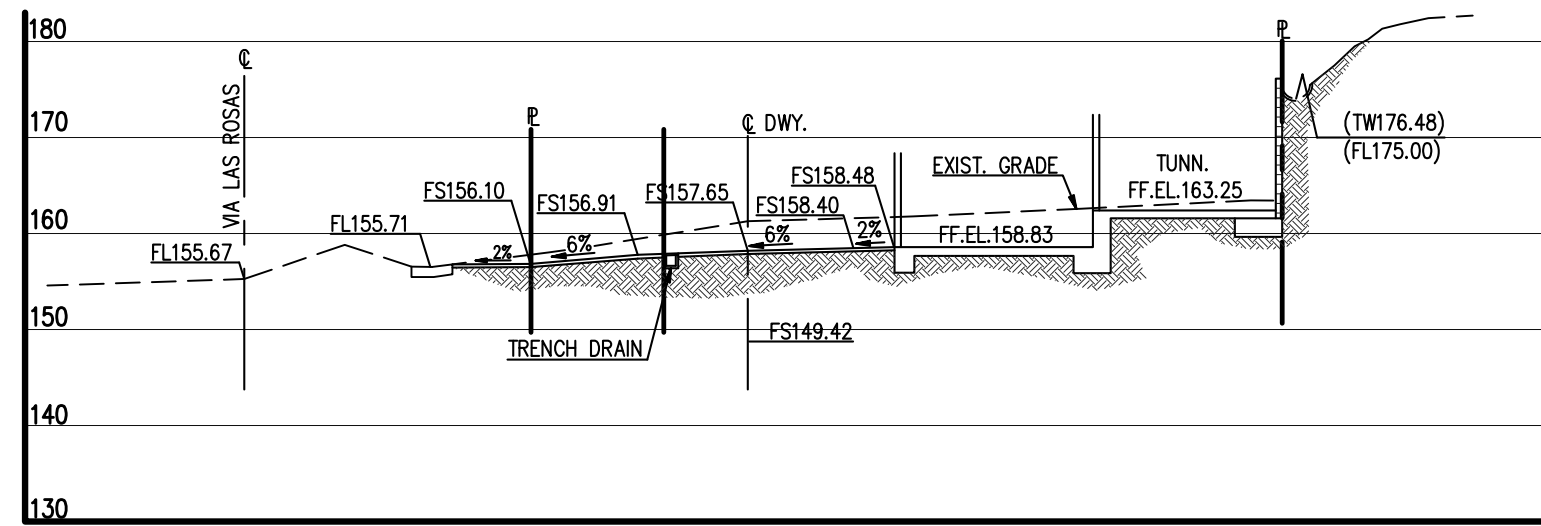 180
170
160
150
140
130
℄
VIA LAS ROSAS
FL155.67
FL155.71
FS156.10
2%
℄ DWY.
PL
FS156.91
6%
TRENCH DRAIN
FS157.65
6%
FS158.40
FS158.48
2%
FS149.42
EXIST. GRADE
FF.EL.158.83
TUNN.
FF.EL.163.25
PL
(TW176.48)
(FL175.00)